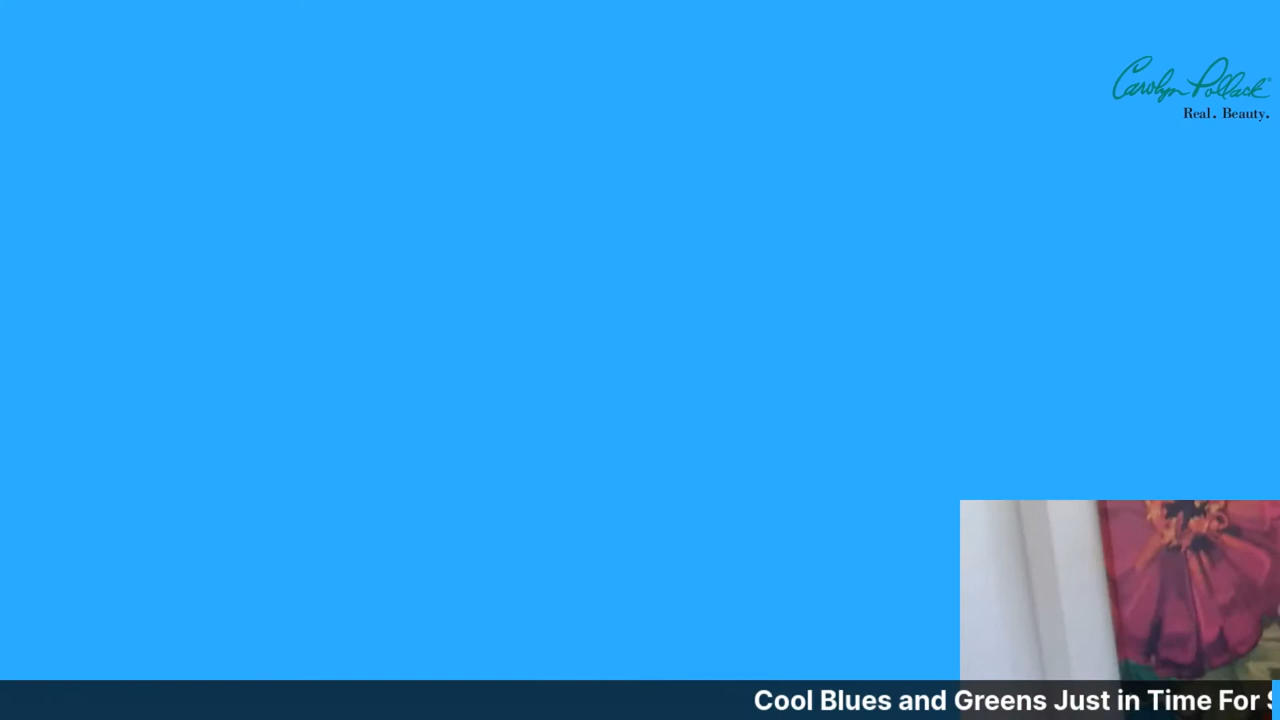 Carolyn Pollack®
Real. Beauty.
Cool Blues and Greens Just in Time For